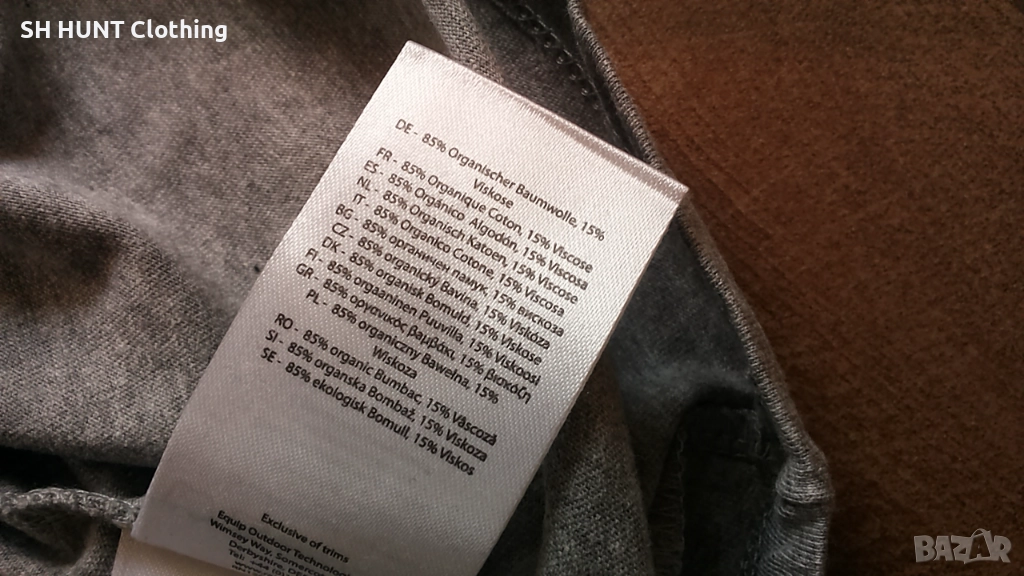 SH HUNT Clothing
DE - 85% Organischer Baumwolle, 15%
Viskose
FR - 85% Organique Coton, 15% Viscose
ES - 85% Orgánico Algodón, 15% Viscosa
NL - 85% Organisch Katoen, 15% Viscose
IT - 85% Organico Cotone, 15% Viscosa
BG - 85% органичен памук, 15% вискоза
CZ - 85% organický Bavlna, 15% Viskóza
DK - 85% organisk Bomuld, 15% Viskose
FI - 85% orgaaninen Puuvilla, 15% Viskoosi
GR - 85% οργανικός βαμβάκι, 15% βισκόζη
PL - 85% organiczny Bawełna, 15%
Wiskoza
RO - 85% organic Bumbac, 15% Vâscoză
SI - 85% organska Bombaž, 15% Viskoza
SE - 85% ekologisk Bomull, 15% Viskos
Exclusive of trims
Equip Outdoor Technolo
Wimsey Way, Somerco
BAZAR